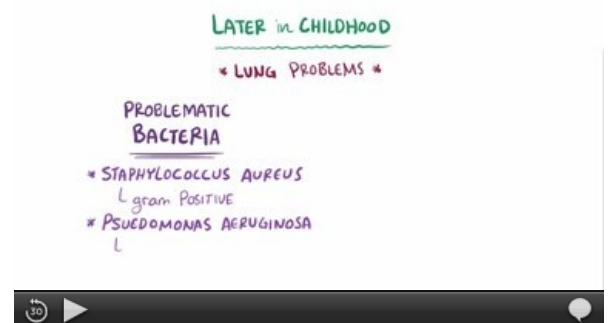 LATER in CHILDHOOD
* LUNG PROBLEMS *
PROBLEMATIC
BACTERIA
* STAPHYLOCOCCUS AUREUS
gram POSITIVE
* PSUEDOMONAS AERUGINOSA
30